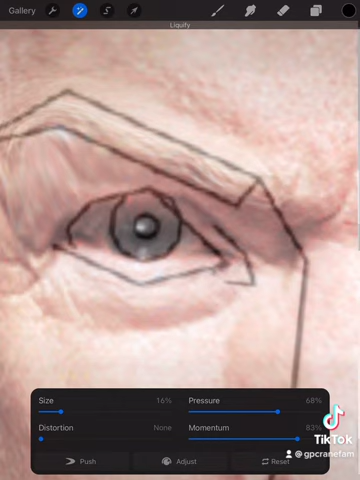 Gallery
Liquify
Size 16% Pressure 68%
Distortion None Momentum 83%
Push Adjust Reset
TikTok
@gpcranefam